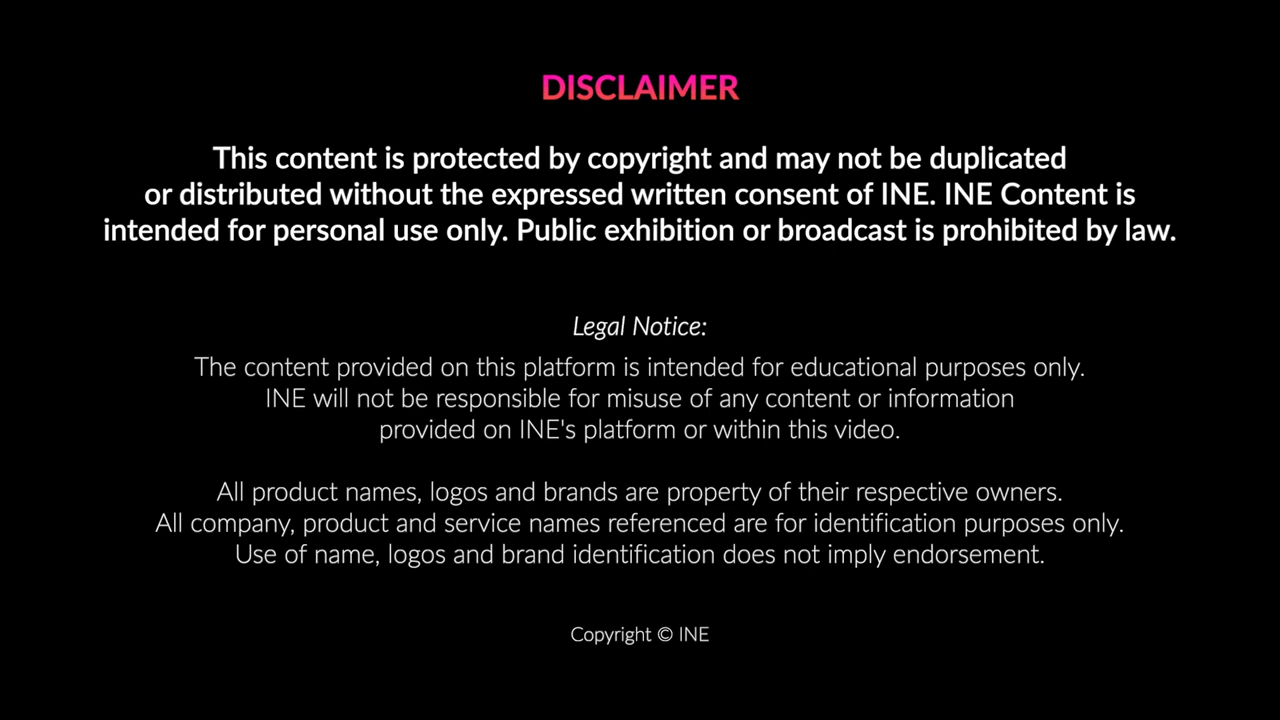 DISCLAIMER
This content is protected by copyright and may not be duplicated
or distributed without the expressed written consent of INE. INE Content is
intended for personal use only. Public exhibition or broadcast is prohibited by law.
Legal Notice:
The content provided on this platform is intended for educational purposes only.
INE will not be responsible for misuse of any content or information
provided on INE's platform or within this video.
All product names, logos and brands are property of their respective owners.
All company, product and service names referenced are for identification purposes only.
Use of name, logos and brand identification does not imply endorsement.
Copyright © INE